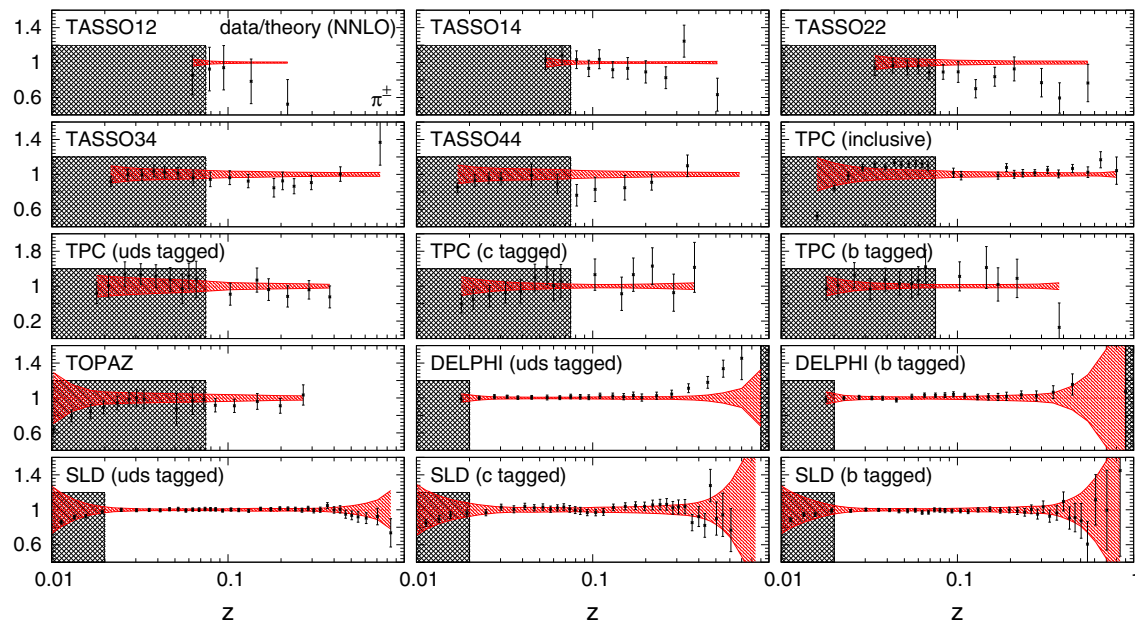 TASSO12 data/theory (NNLO) TASSO14 TASSO22
1.4
1
0.6
π±
TASSO34 TASSO44 TPC (inclusive)
1.4
1
0.6
TPC (uds tagged) TPC (c tagged) TPC (b tagged)
1.8
1
0.2
TOPAZ DELPHI (uds tagged) DELPHI (b tagged)
1.4
1
0.6
SLD (uds tagged) SLD (c tagged) SLD (b tagged)
1.4
1
0.6
0.01 0.1 0.01 0.1 0.01 0.1 1
z z z